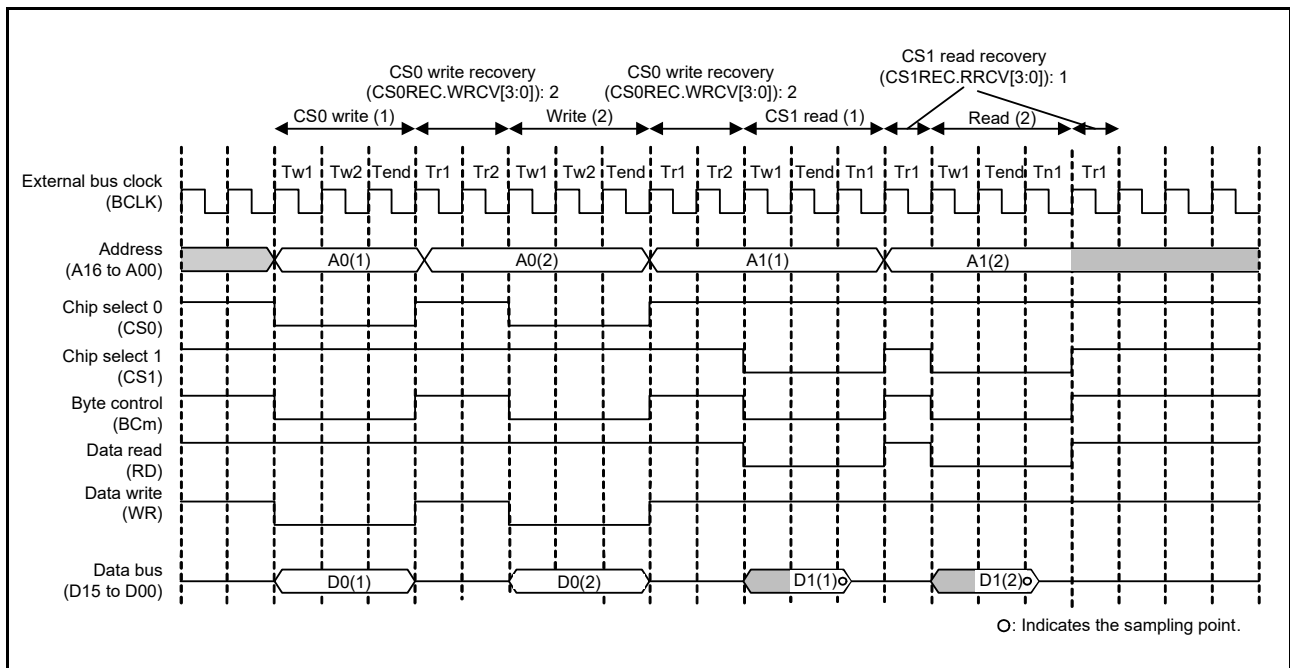 CS1 read recovery
(CS1REC.RRCV[3:0]): 1
CS0 write recovery
(CS0REC.WRCV[3:0]): 2
CS0 write recovery
(CS0REC.WRCV[3:0]): 2
CS0 write (1)
Write (2)
CS1 read (1)
Read (2)
Tw1 Tw2 Tend Tr1 Tr2 Tw1 Tw2 Tend Tr1 Tr2 Tw1 Tend Tn1 Tr1 Tw1 Tend Tn1 Tr1
External bus clock
(BCLK)
Address
(A16 to A00)
A0(1) A0(2) A1(1) A1(2)
Chip select 0
(CS0)
Chip select 1
(CS1)
Byte control
(BCm)
Data read
(RD)
Data write
(WR)
Data bus
(D15 to D00)
D0(1) D0(2) D1(1) D1(2)
O: Indicates the sampling point.